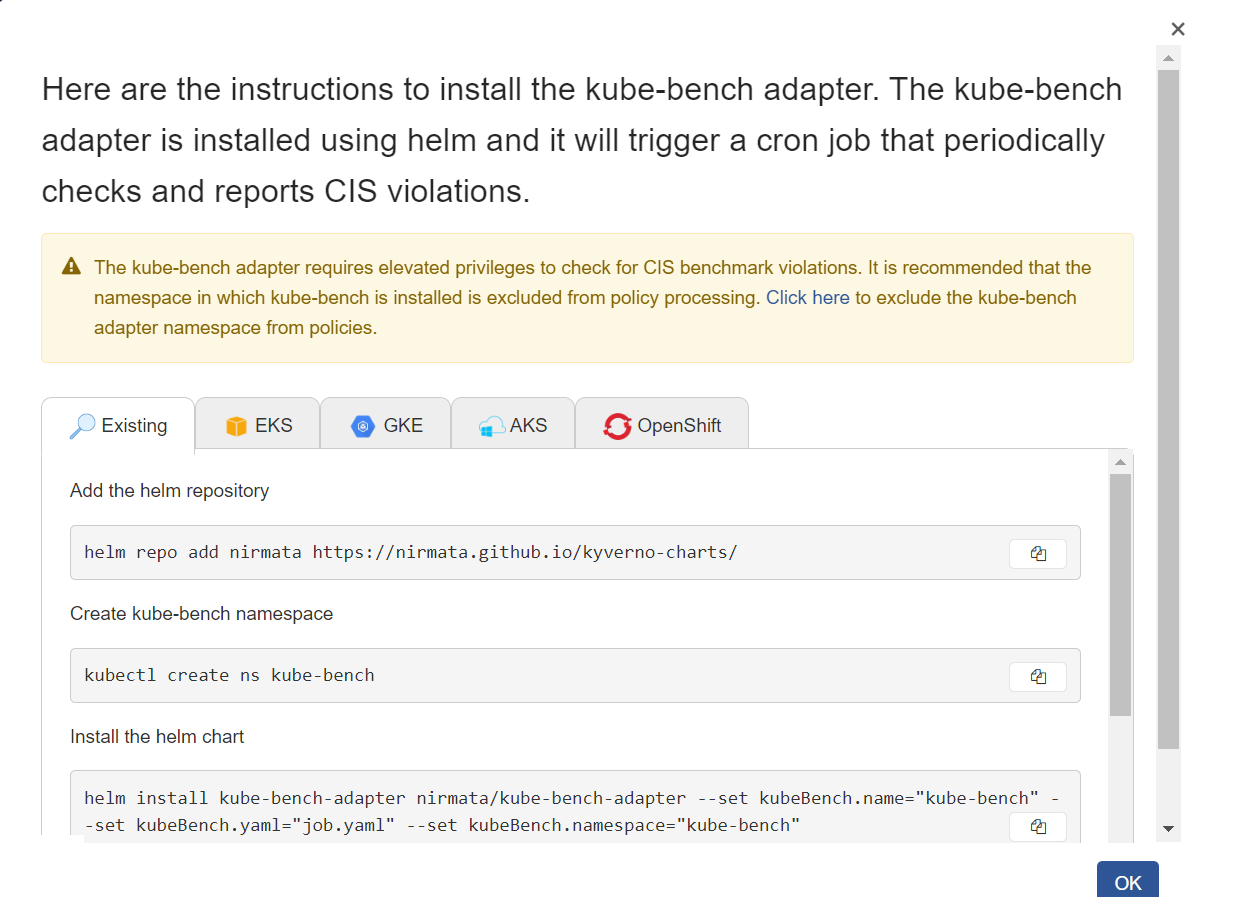 ×
Here are the instructions to install the kube-bench adapter. The kube-bench
adapter is installed using helm and it will trigger a cron job that periodically
checks and reports CIS violations.
The kube-bench adapter requires elevated privileges to check for CIS benchmark violations. It is recommended that the
namespace in which kube-bench is installed is excluded from policy processing. Click here to exclude the kube-bench
adapter namespace from policies.
Existing EKS GKE AKS OpenShift
Add the helm repository
helm repo add nirmata https://nirmata.github.io/kyverno-charts/
Create kube-bench namespace
kubectl create ns kube-bench
Install the helm chart
helm install kube-bench-adapter nirmata/kube-bench-adapter --set kubeBench.name="kube-bench" -
-set kubeBench.yaml="job.yaml" --set kubeBench.namespace="kube-bench"
OK